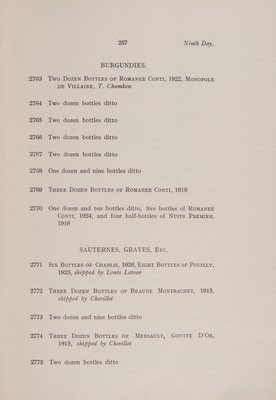 287 Ninth Day.
BURGUNDIES.
2763 Two Dozen Bottles of Romanee Conti, 1922, Monopole
de Villaine, T. Chambon
2764 Two dozen bottles ditto
2765 Two dozen bottles ditto
2766 Two dozen bottles ditto
2767 Two dozen bottles ditto
2768 One dozen and nine bottles ditto
2769 Three Dozen Bottles of Romanee Conti, 1918
2770 One dozen and ten bottles ditto, five bottles of Romanee
Conti, 1924, and four half-bottles of Nuits Premier,
1916
SAUTERNES, GRAVES, Etc.
2771 Six Bottles of Chablis, 1928, Eight Bottles of Pouilly,
1923, shipped by Louis Latour
2772 Three Dozen Bottles of Beaune Montrachet, 1915,
shipped by Chevillot
2773 Two dozen and nine bottles ditto
2774 Three Dozen Bottles of Mersault, Goutte D'Or,
1915, shipped by Chevillot
2775 Two dozen bottles ditto